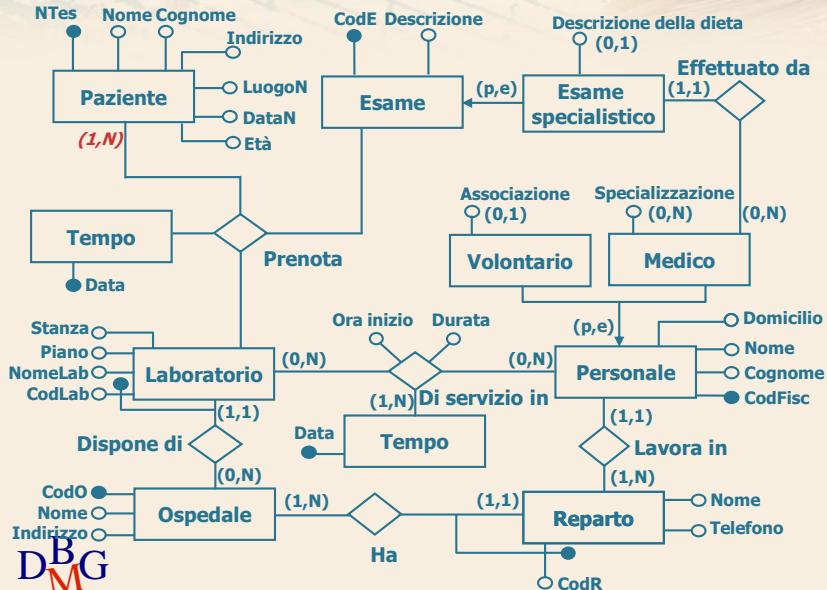 NTes Nome Cognome CodE Descrizione Descrizione della dieta
(0,1)
Indirizzo Effettuato da
Paziente LuogoN Esame (p,e) Esame specialistico (1,1)
DataN
(1,N) Età
Associazione Specializzazione
(0,1) (0,N) (0,N)
Tempo Prenota Volontario Medico
Data
Stanza Ora inizio Durata (p,e) Domicilio
Piano (0,N) (0,N) Nome
NomeLab Laboratorio Personale Cognome
CodLab (1,N) Di servizio in CodFisc
(1,1) (1,1)
Dispone di Data Tempo Lavora in
(0,N) (1,N)
CodO
Nome Ospedale (1,N) (1,1) Reparto Nome
Indirizzo Telefono
Ha
DBMG
CodR